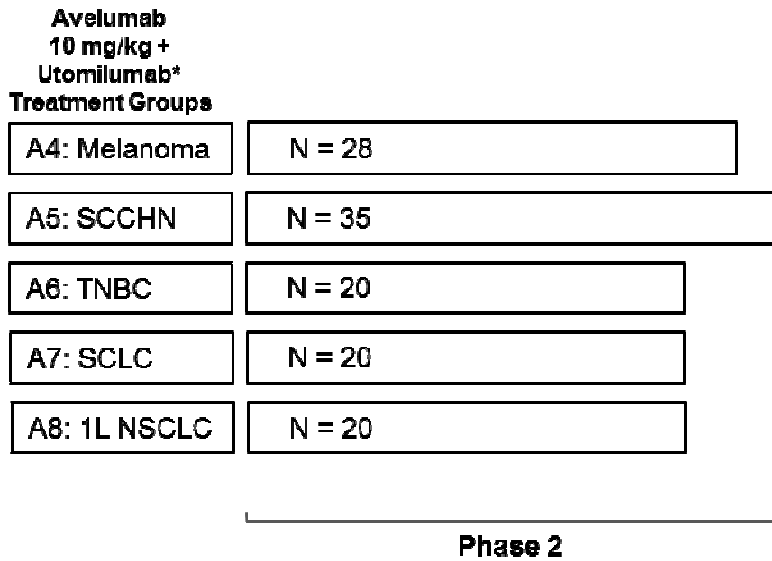 Avelumab
10 mg/kg +
Utomilumab*
Treatment Groups
A4: Melanoma
N = 28
A5: SCCHN
N = 35
A6: TNBC
N = 20
A7: SCLC
N = 20
A8: 1L NSCLC
N = 20
Phase 2